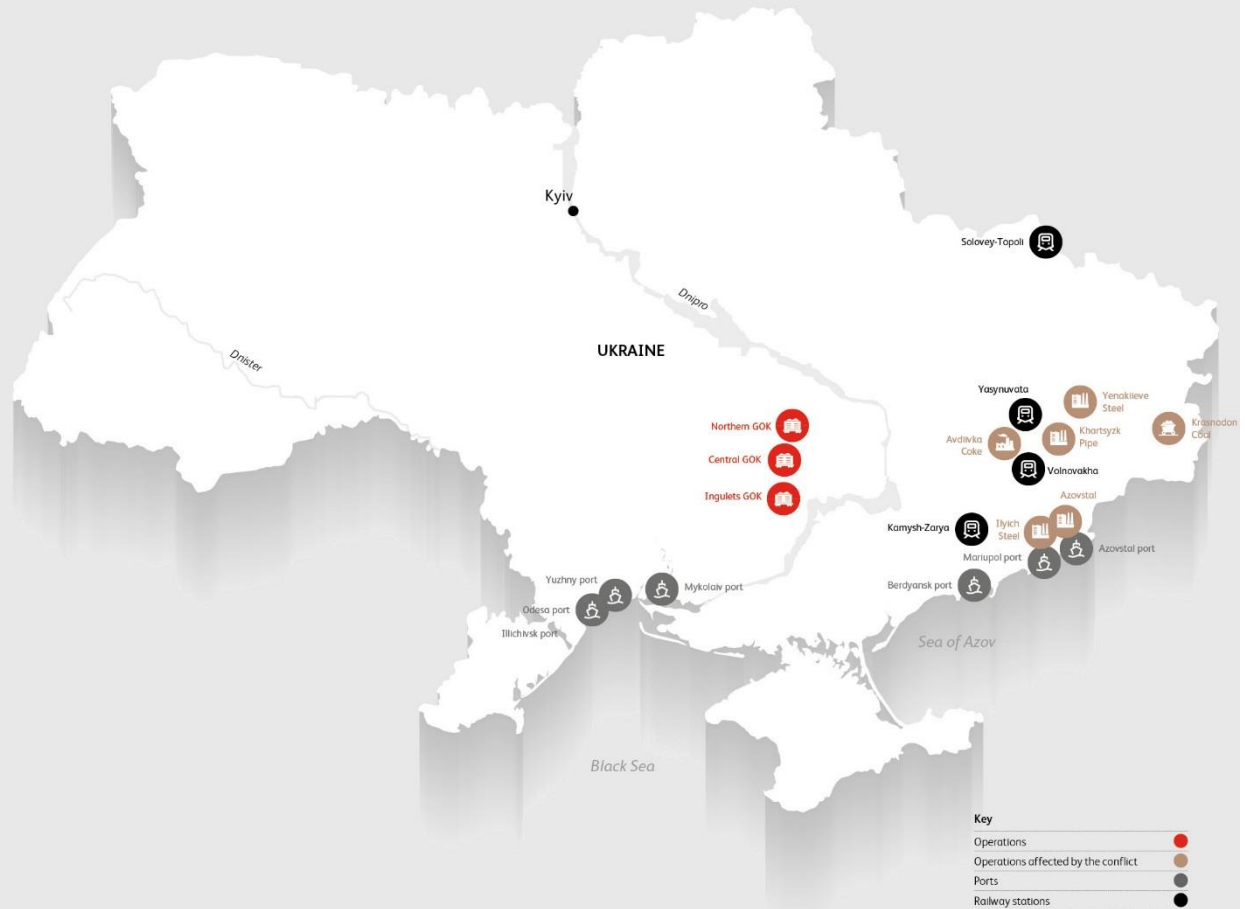 Kyiv
Solovey-Topoli
Dnipro
UKRAINE
Dnister
Yasynuvata
Yenakiieve
Steel
Northern GOK
Avdiivka
Coke
Khartsyzk
Pipe
Krasnodon
Coal
Central GOK
Volnovakha
Ingulets GOK
Azovstal
Kamysh-Zarya
Ilyich
Steel
Azovstal port
Mariupol port
Yuzhny port
Mykolaiv port
Berdyansk port
Odesa port
Illichivsk port
Sea of Azov
Black Sea
Key
Operations
Operations affected by the conflict
Ports
Railway stations